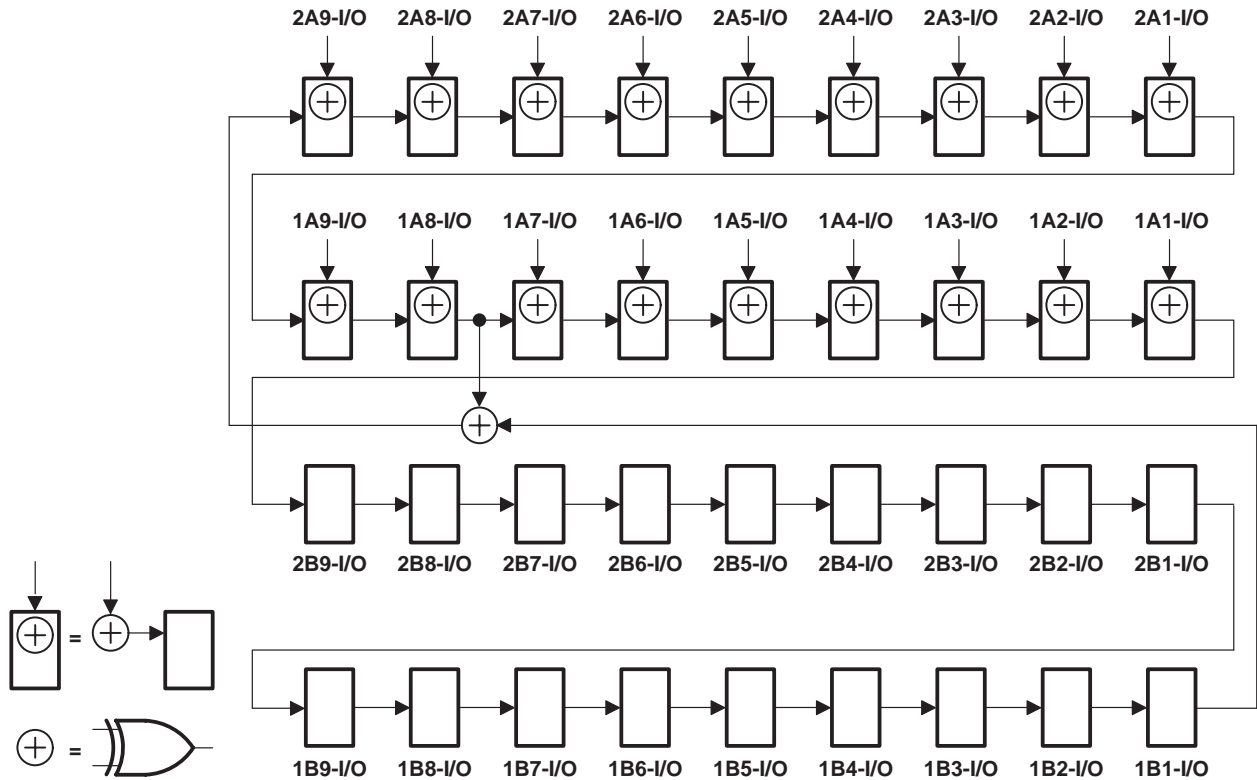 2A9-I/O 2A8-I/O 2A7-I/O 2A6-I/O 2A5-I/O 2A4-I/O 2A3-I/O 2A2-I/O 2A1-I/O
1A9-I/O 1A8-I/O 1A7-I/O 1A6-I/O 1A5-I/O 1A4-I/O 1A3-I/O 1A2-I/O 1A1-I/O
2B9-I/O 2B8-I/O 2B7-I/O 2B6-I/O 2B5-I/O 2B4-I/O 2B3-I/O 2B2-I/O 2B1-I/O
=
=
1B9-I/O 1B8-I/O 1B7-I/O 1B6-I/O 1B5-I/O 1B4-I/O 1B3-I/O 1B2-I/O 1B1-I/O